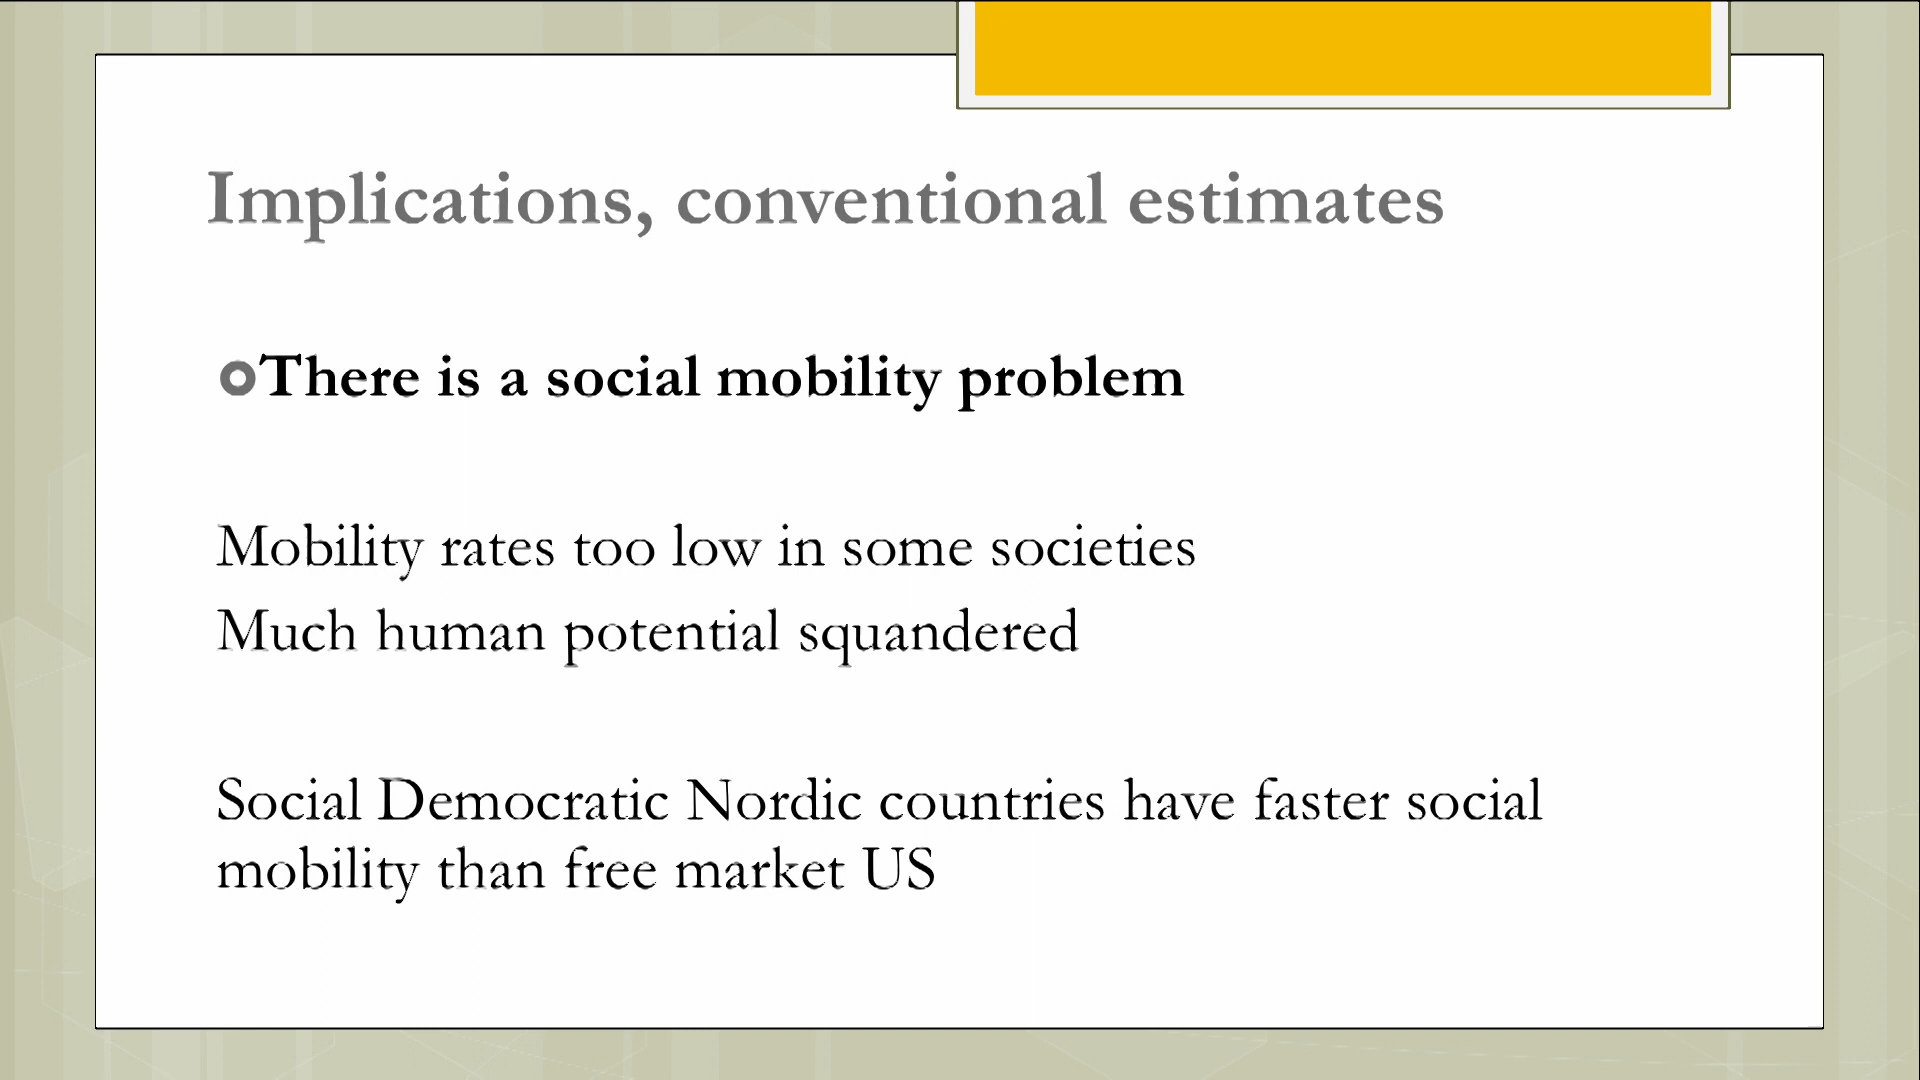 Implications, conventional estimates
There is a social mobility problem
Mobility rates too low in some societies
Much human potential squandered
Social Democratic Nordic countries have faster social
mobility than free market US